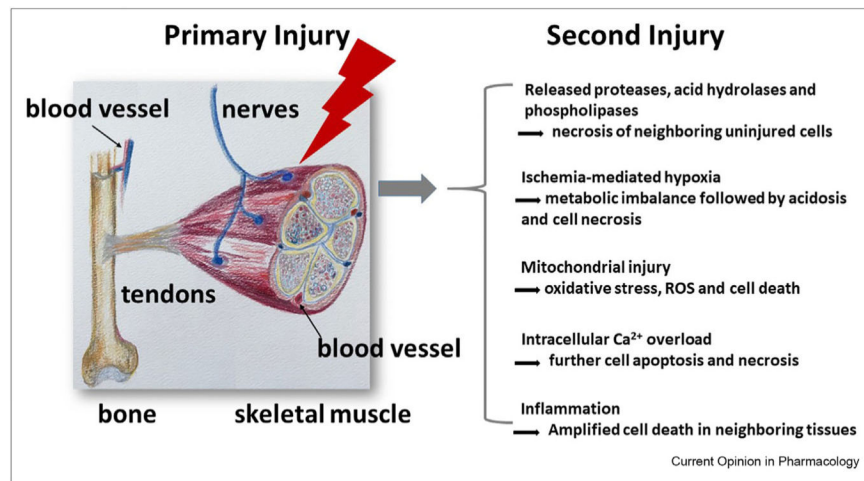 Primary Injury
Second Injury
blood vessel
nerves
tendons
blood vessel
bone
skeletal muscle
Released proteases, acid hydrolases and
phospholipases
→ necrosis of neighboring uninjured cells
Ischemia-mediated hypoxia
→ metabolic imbalance followed by acidosis
and cell necrosis
Mitochondrial injury
→ oxidative stress, ROS and cell death
Intracellular Ca²⁺ overload
→ further cell apoptosis and necrosis
Inflammation
→ Amplified cell death in neighboring tissues
Current Opinion in Pharmacology